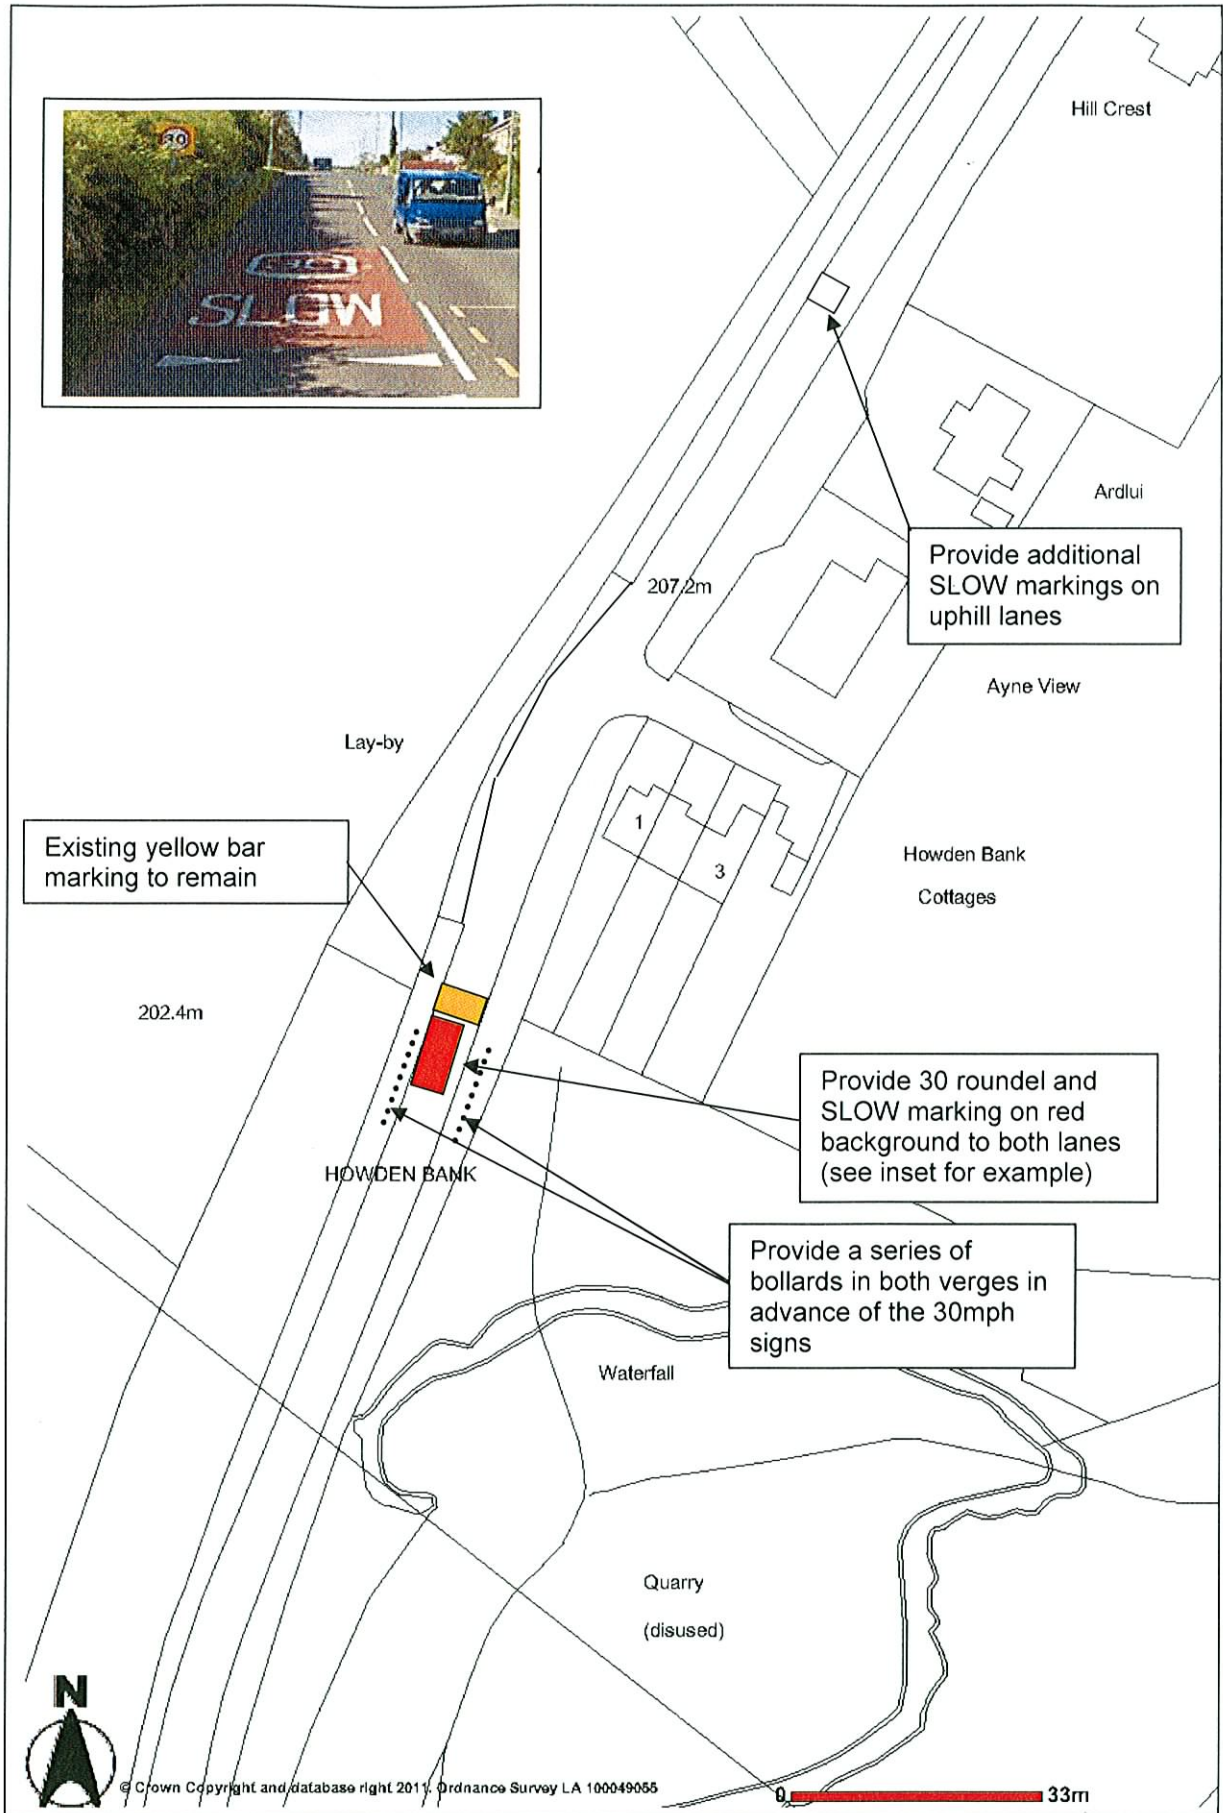 Hill Crest
30
30
SLOW
Ardlui
Provide additional
SLOW markings on
uphill lanes
207.2m
Ayne View
Lay-by
1
3
Existing yellow bar
marking to remain
Howden Bank
Cottages
202.4m
Provide 30 roundel and
SLOW marking on red
background to both lanes
(see inset for example)
HOWDEN BANK
Provide a series of
bollards in both verges in
advance of the 30mph
signs
Waterfall
Quarry
(disused)
N
© Crown Copyright and database right 2011. Ordnance Survey LA 100049055
0 33m